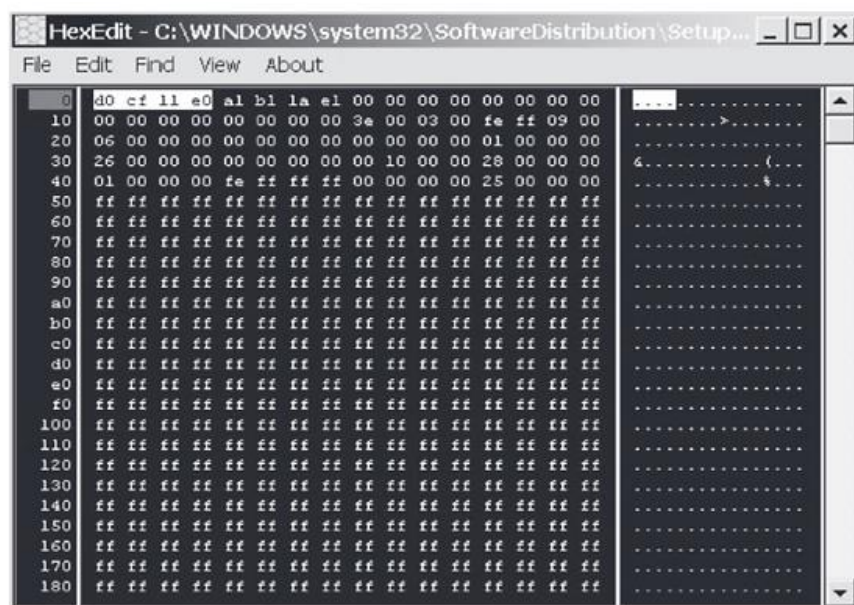 HexEdit - C:\WINDOWS\system32\SoftwareDistribution\Setup...
File Edit Find View About
0 d0 cf 11 e0 a1 b1 1a e1 00 00 00 00 00 00 00 00 ................
10 00 00 00 00 00 00 00 00 3e 00 03 00 fe ff 09 00 ........>.......
20 06 00 00 00 00 00 00 00 00 00 00 00 01 00 00 00 ................
30 26 00 00 00 00 00 00 00 00 10 00 00 28 00 00 00 &...........(...
40 01 00 00 00 fe ff ff ff 00 00 00 00 25 00 00 00 ............%...
50 ff ff ff ff ff ff ff ff ff ff ff ff ff ff ff ff ................
60 ff ff ff ff ff ff ff ff ff ff ff ff ff ff ff ff ................
70 ff ff ff ff ff ff ff ff ff ff ff ff ff ff ff ff ................
80 ff ff ff ff ff ff ff ff ff ff ff ff ff ff ff ff ................
90 ff ff ff ff ff ff ff ff ff ff ff ff ff ff ff ff ................
a0 ff ff ff ff ff ff ff ff ff ff ff ff ff ff ff ff ................
b0 ff ff ff ff ff ff ff ff ff ff ff ff ff ff ff ff ................
c0 ff ff ff ff ff ff ff ff ff ff ff ff ff ff ff ff ................
d0 ff ff ff ff ff ff ff ff ff ff ff ff ff ff ff ff ................
e0 ff ff ff ff ff ff ff ff ff ff ff ff ff ff ff ff ................
f0 ff ff ff ff ff ff ff ff ff ff ff ff ff ff ff ff ................
100 ff ff ff ff ff ff ff ff ff ff ff ff ff ff ff ff ................
110 ff ff ff ff ff ff ff ff ff ff ff ff ff ff ff ff ................
120 ff ff ff ff ff ff ff ff ff ff ff ff ff ff ff ff ................
130 ff ff ff ff ff ff ff ff ff ff ff ff ff ff ff ff ................
140 ff ff ff ff ff ff ff ff ff ff ff ff ff ff ff ff ................
150 ff ff ff ff ff ff ff ff ff ff ff ff ff ff ff ff ................
160 ff ff ff ff ff ff ff ff ff ff ff ff ff ff ff ff ................
170 ff ff ff ff ff ff ff ff ff ff ff ff ff ff ff ff ................
180 ff ff ff ff ff ff ff ff ff ff ff ff ff ff ff ff ................